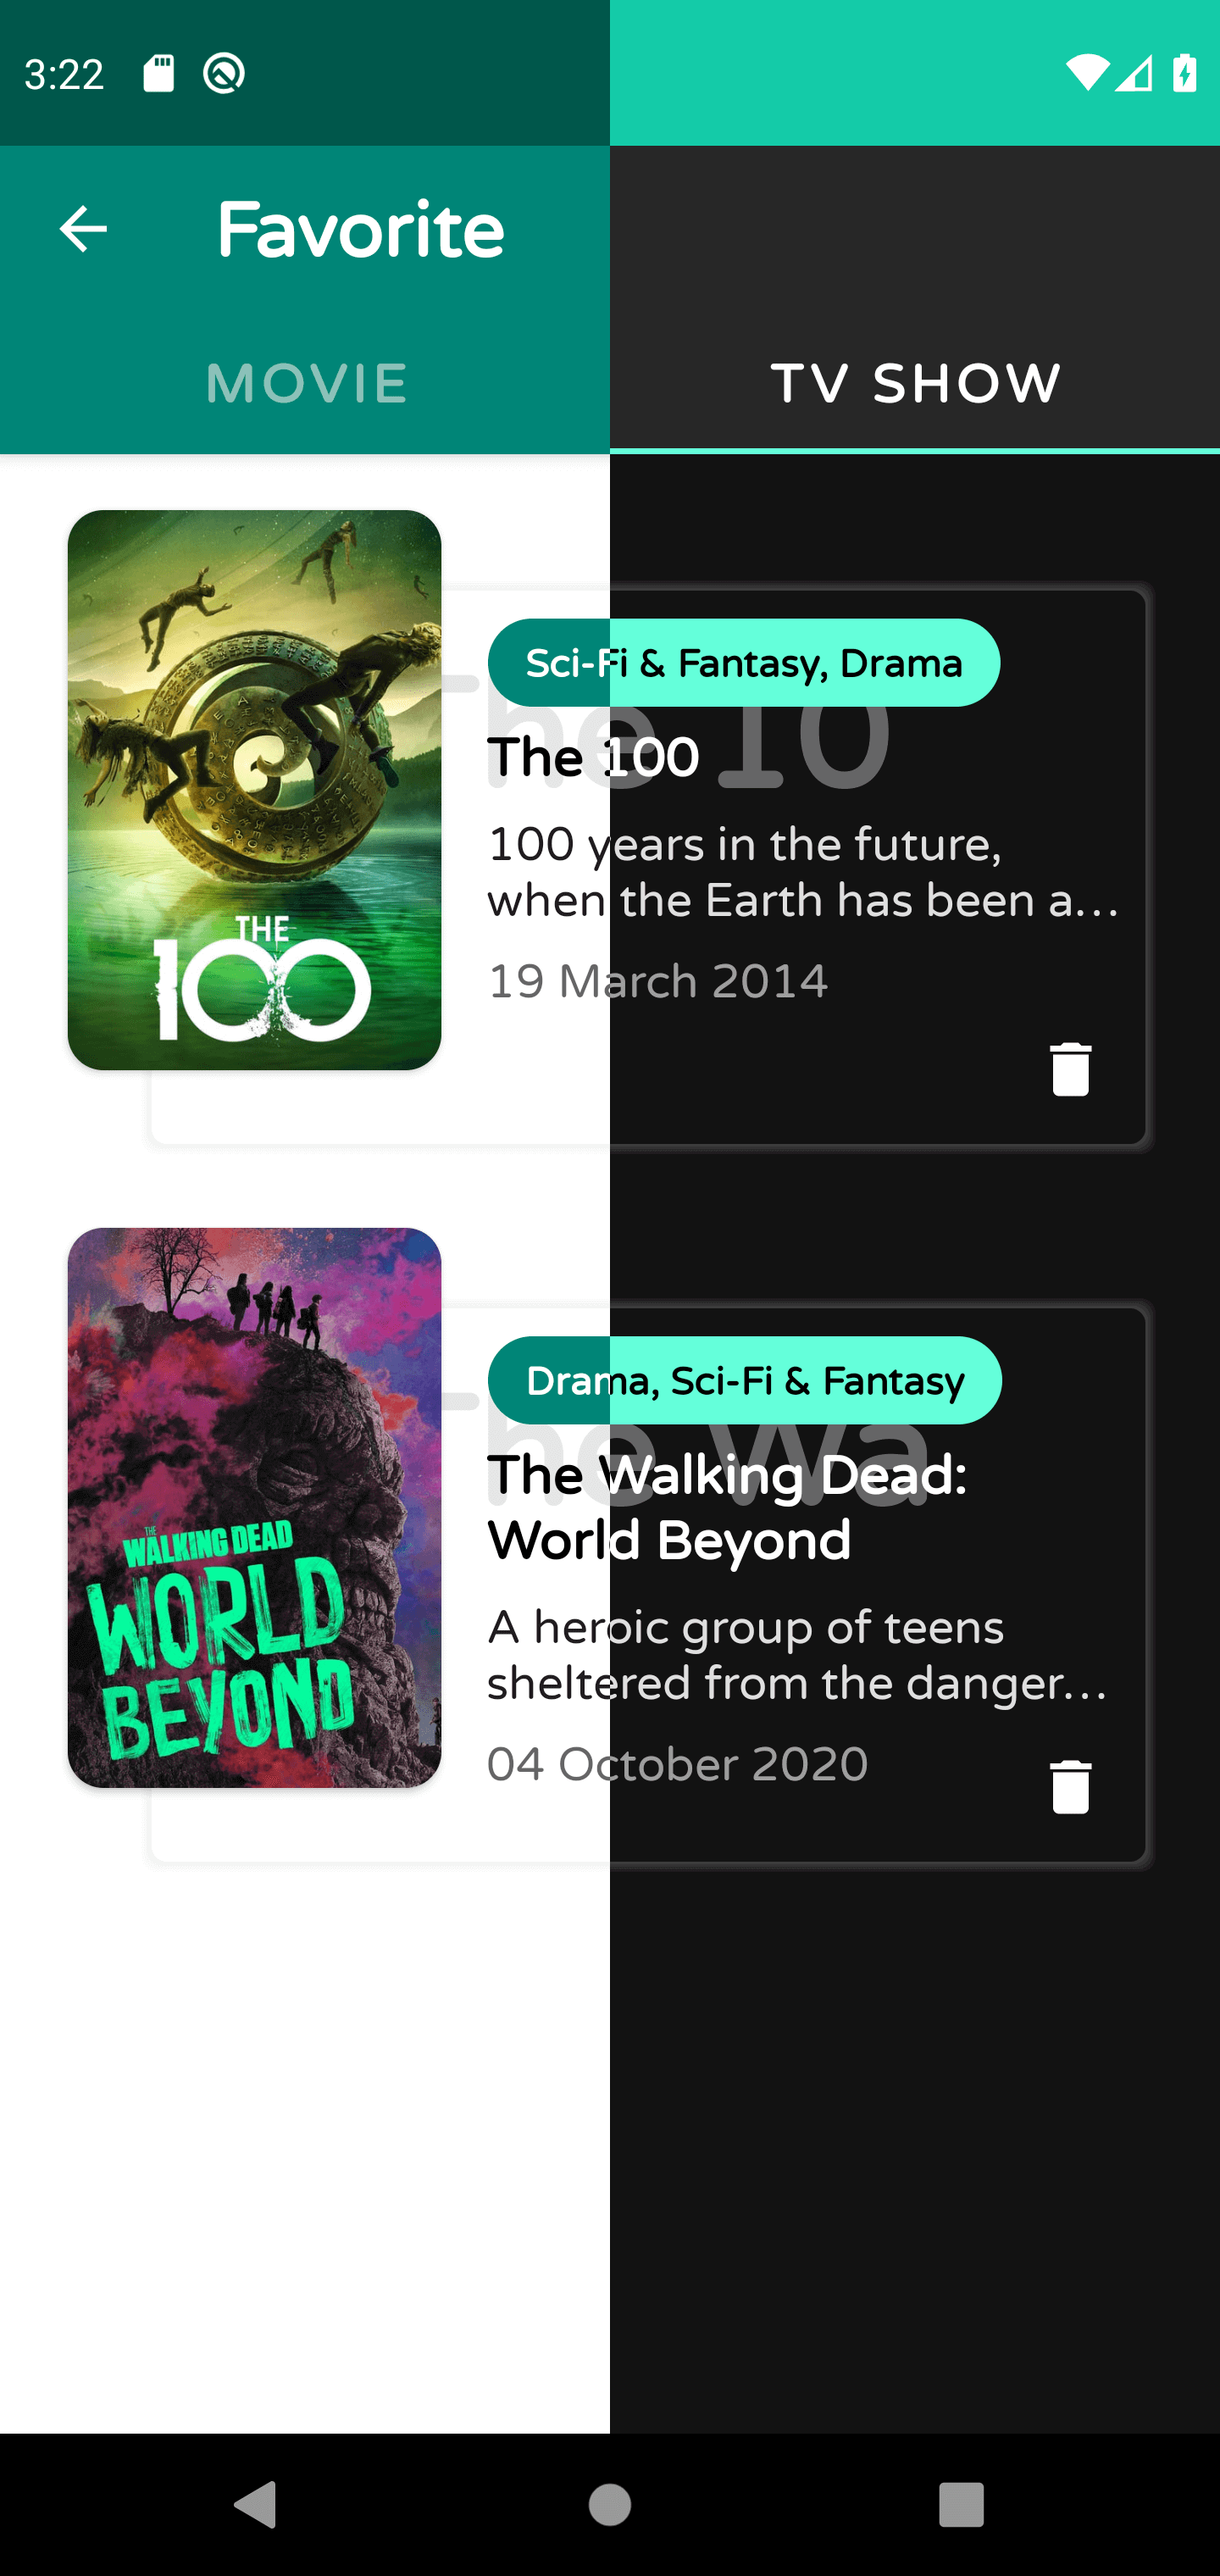 3:22
Favorite
MOVIE
TV SHOW
THE
100
Sci-Fi & Fantasy, Drama
The 10
The 100
100 years in the future,
when the Earth has been a...
19 March 2014
THE
WALKING DEAD
WORLD
BEYOND
Drama, Sci-Fi & Fantasy
The Wa
The Walking Dead:
World Beyond
A heroic group of teens
sheltered from the danger...
04 October 2020